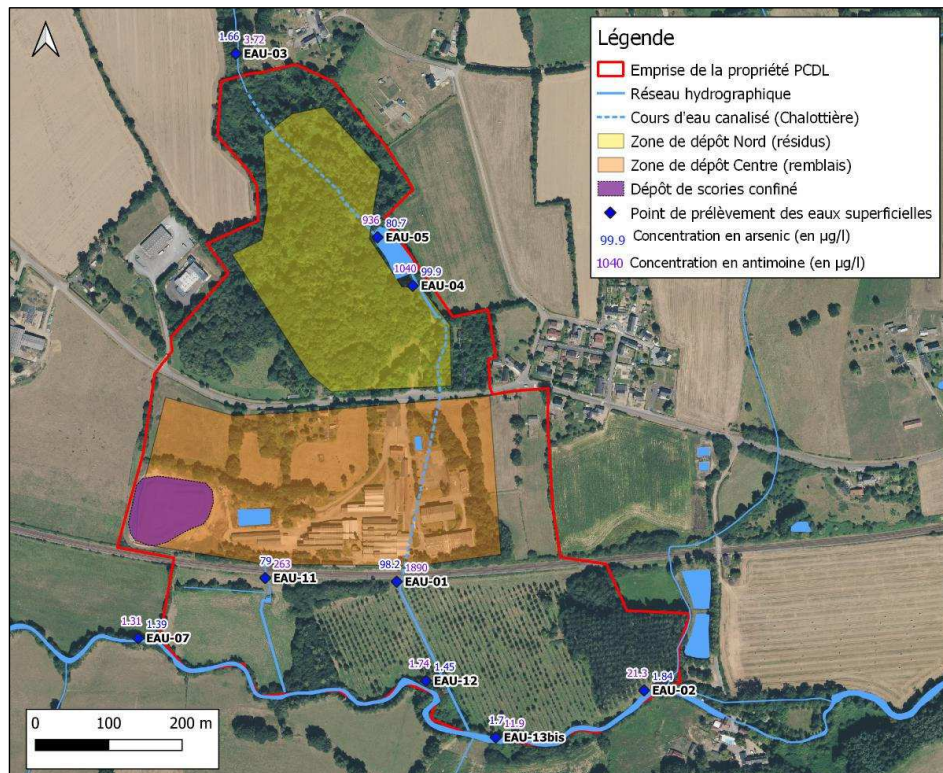 1.66 3.72
EAU-03
Légende
Emprise de la propriété PCDL
Réseau hydrographique
Cours d'eau canalisé (Chalottière)
Zone de dépôt Nord (résidus)
Zone de dépôt Centre (remblais)
Dépôt de scories confiné
Point de prélèvement des eaux superficielles
99.9 Concentration en arsenic (en µg/l)
1040 Concentration en antimoine (en µg/l)
936 80.7
EAU-05
1040 99.9
EAU-04
79 263
EAU-11
98.2 1890
EAU-01
1.31 1.39
EAU-07
1.74 1.45
EAU-12
21.3 1.84
EAU-02
1.7 11.9
EAU-13bis
0 100 200 m